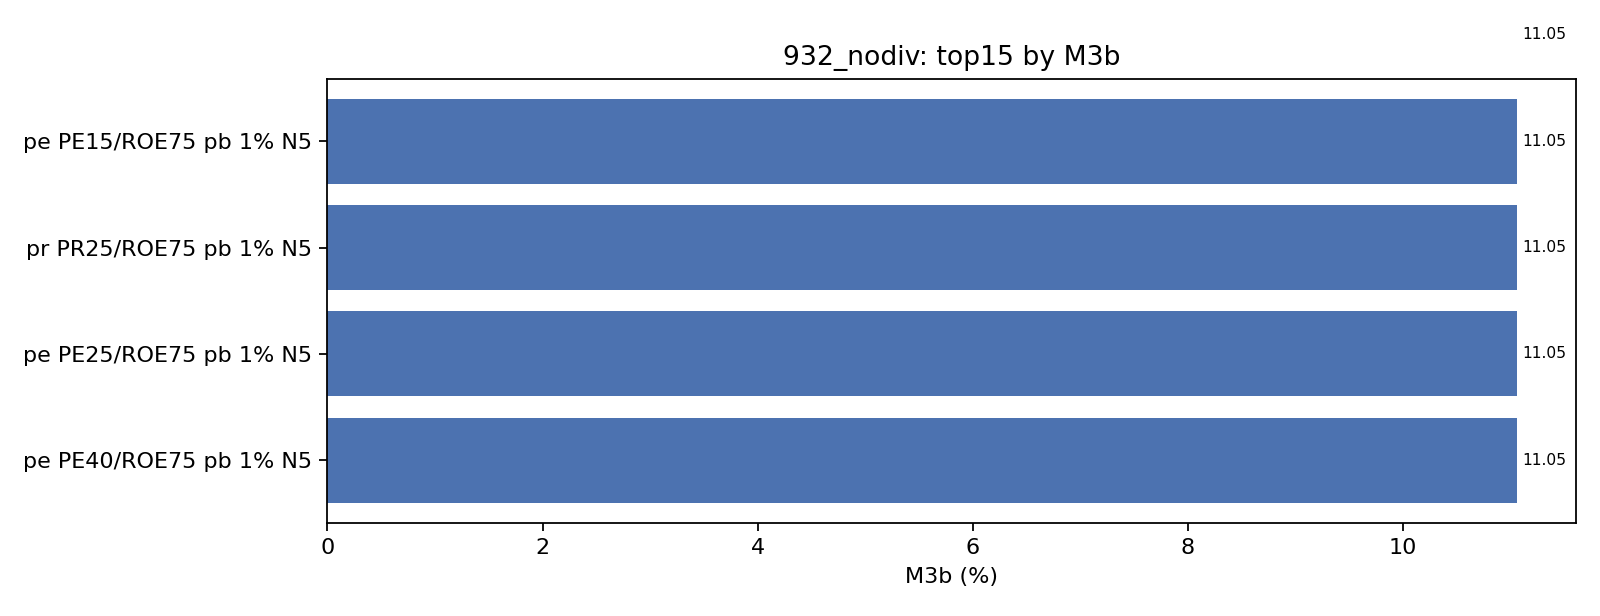 11.05
932_nodiv: top15 by M3b
pe PE15/ROE75 pb 1% N5 11.05
pr PR25/ROE75 pb 1% N5 11.05
pe PE25/ROE75 pb 1% N5 11.05
pe PE40/ROE75 pb 1% N5 11.05
0 2 4 6 8 10
M3b (%)